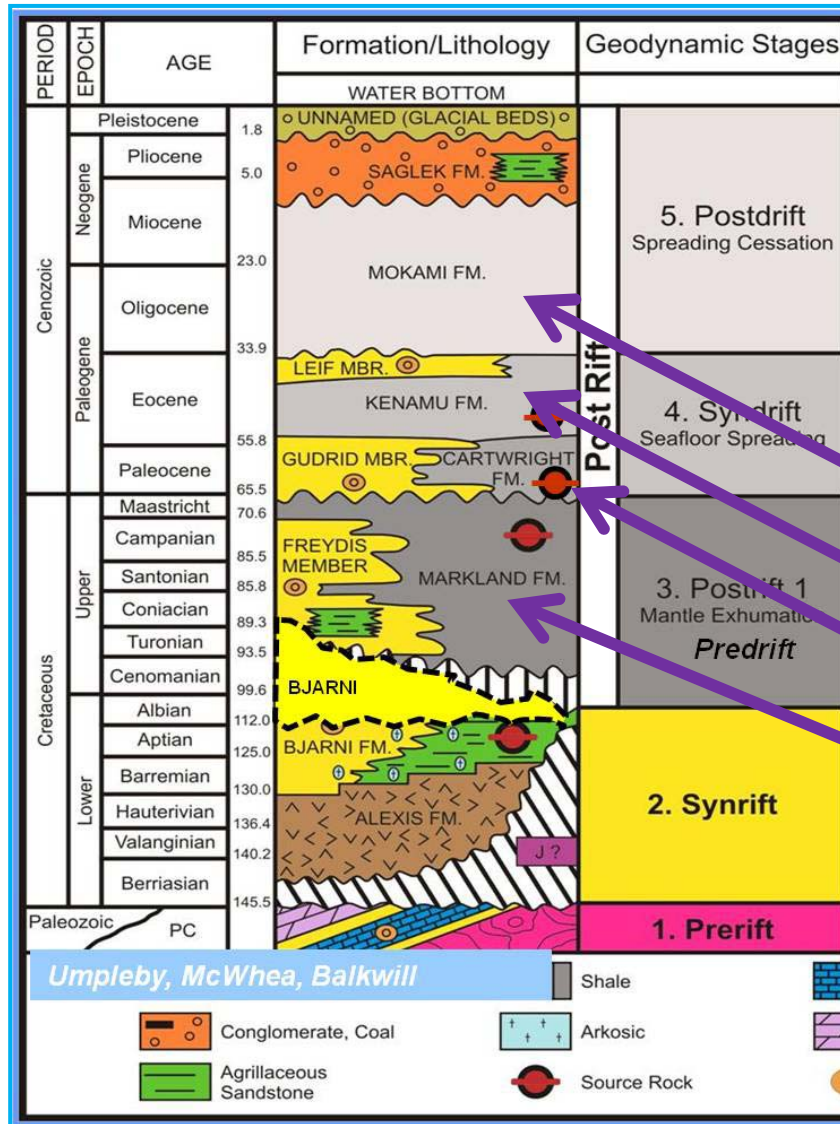 PERIOD
EPOCH
AGE
Formation/Lithology
Geodynamic Stages
WATER BOTTOM
Pleistocene
1.8
UNNAMED (GLACIAL BEDS)
Neogene
Pliocene
5.0
SAGLEK FM.
Miocene
23.0
MOKAMI FM.
5. Postdrift
Spreading Cessation
Cenozoic
Paleogene
Oligocene
33.9
LEIF MBR.
Eocene
KENAMU FM.
55.8
Post Rift
4. Syndrift
Seafloor Spreading
Paleocene
65.5
GUDRID MBR.
CARTWRIGHT
FM.
Cretaceous
Upper
Maastricht
70.6
Campanian
85.5
FREYDIS
MEMBER
Santonian
85.8
MARKLAND FM.
3. Postrift 1
Mantle Exhumation
Predrift
Coniacian
89.3
Turonian
93.5
Cenomanian
99.6
BJARNI
Lower
Albian
112.0
Aptian
125.0
BJARNI FM.
Barremian
130.0
Hauterivian
136.4
ALEXIS FM.
2. Synrift
Valanginian
140.2
J ?
Berriasian
145.5
Paleozoic
PC
1. Prerift
Umpleby, McWhea, Balkwill
Shale
Conglomerate, Coal
Arkosic
Agrillaceous
Sandstone
Source Rock